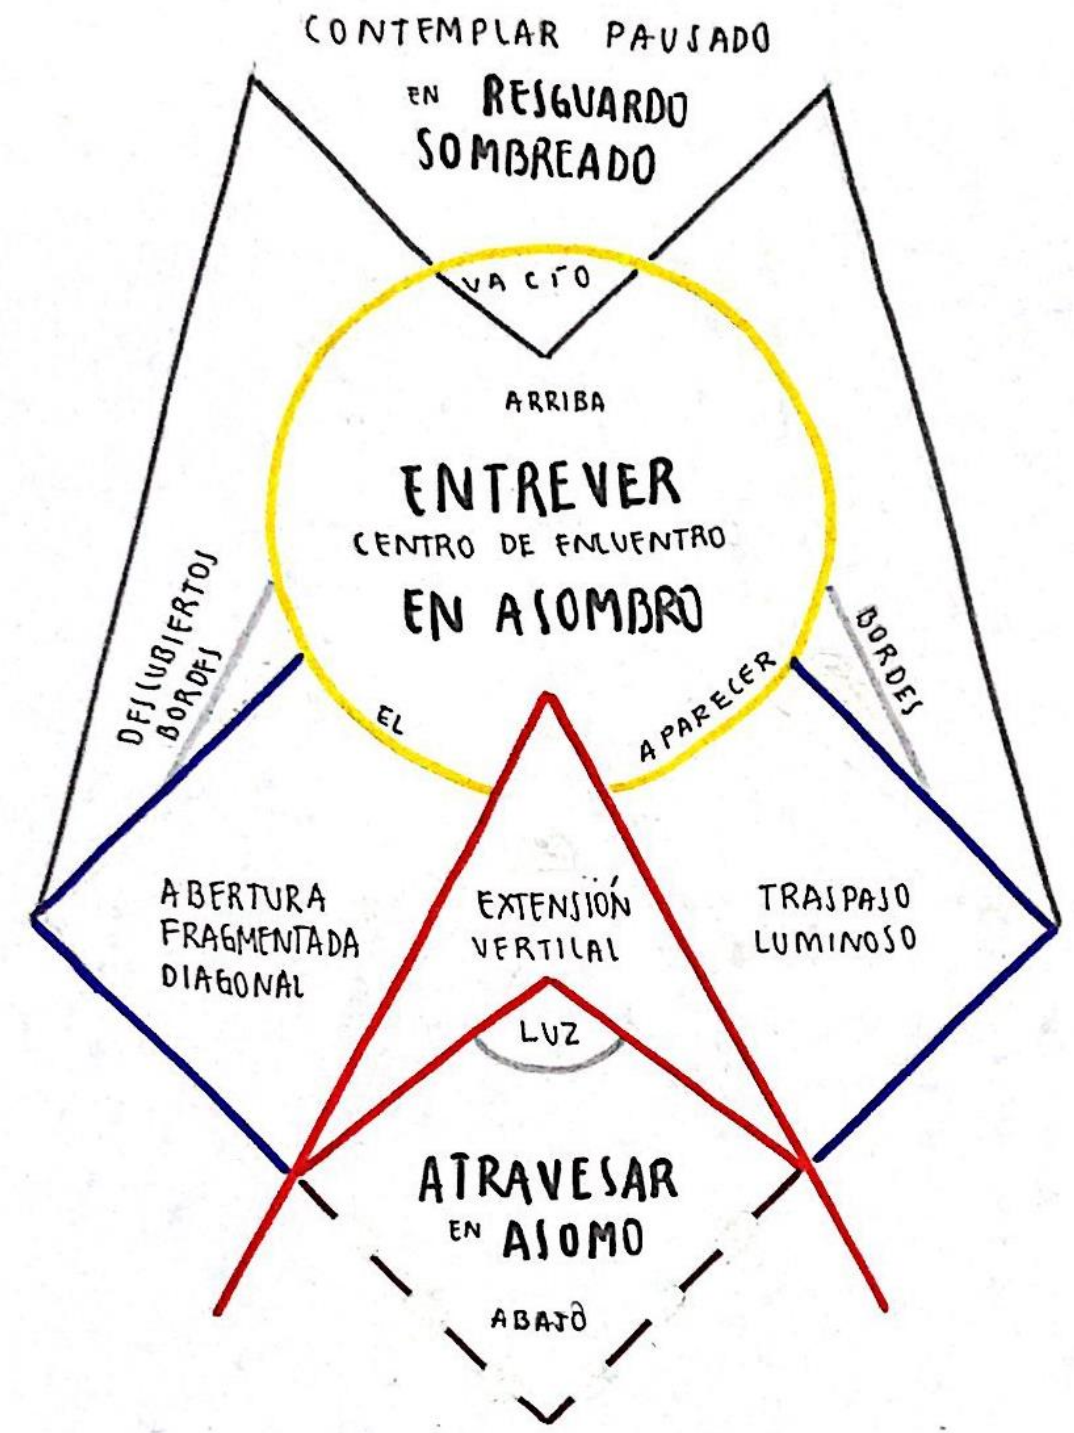 CONTEMPLAR PAUSADO
EN RESGUARDO
SOMBREADO
VACÍO
ARRIBA
ENTREVER
CENTRO DE ENCUENTRO
EN ASOMBRO
DESCUBIERTOS
BORDES
BORDES
EL
APARECER
ABERTURA
FRAGMENTADA
DIAGONAL
EXTENSIÓN
VERTICAL
TRASPASO
LUMINOSO
LUZ
ATRAVESAR
EN ASOMO
ABAJO